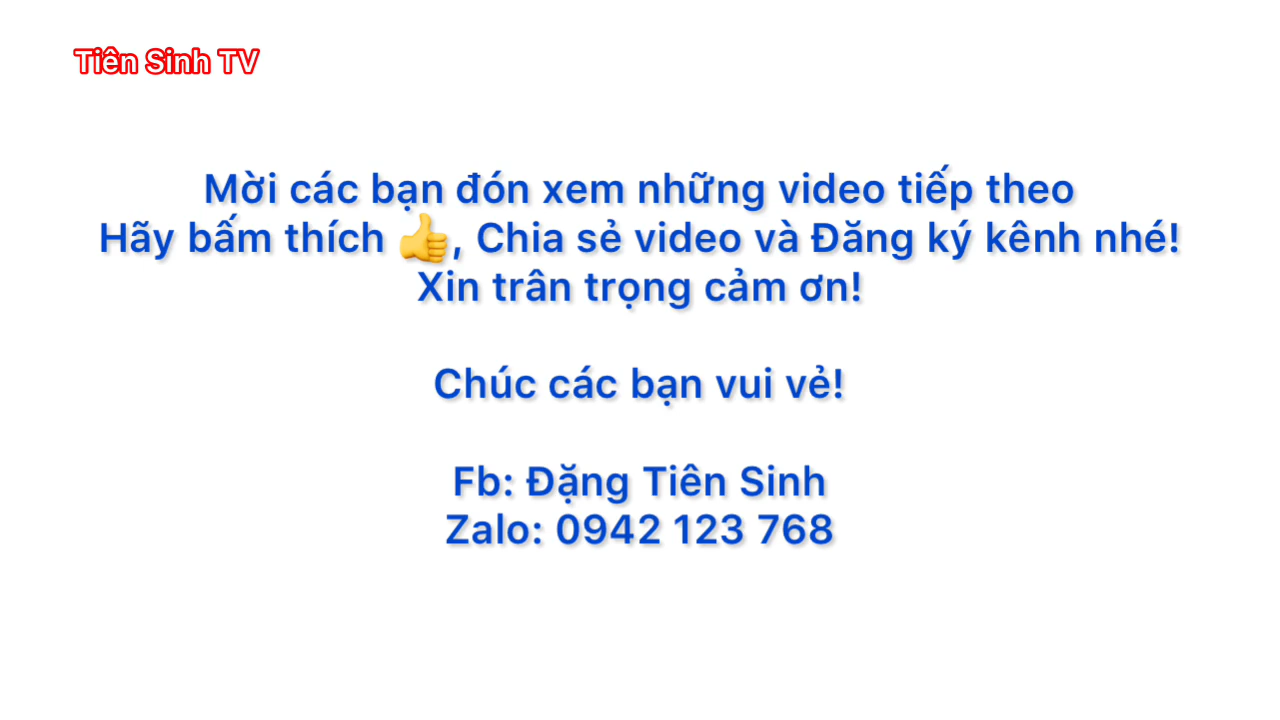 Tiên Sinh TV
Mời các bạn đón xem những video tiếp theo
Hãy bấm thích 👍, Chia sẻ video và Đăng ký kênh nhé!
Xin trân trọng cảm ơn!
Chúc các bạn vui vẻ!
Fb: Đặng Tiên Sinh
Zalo: 0942 123 768